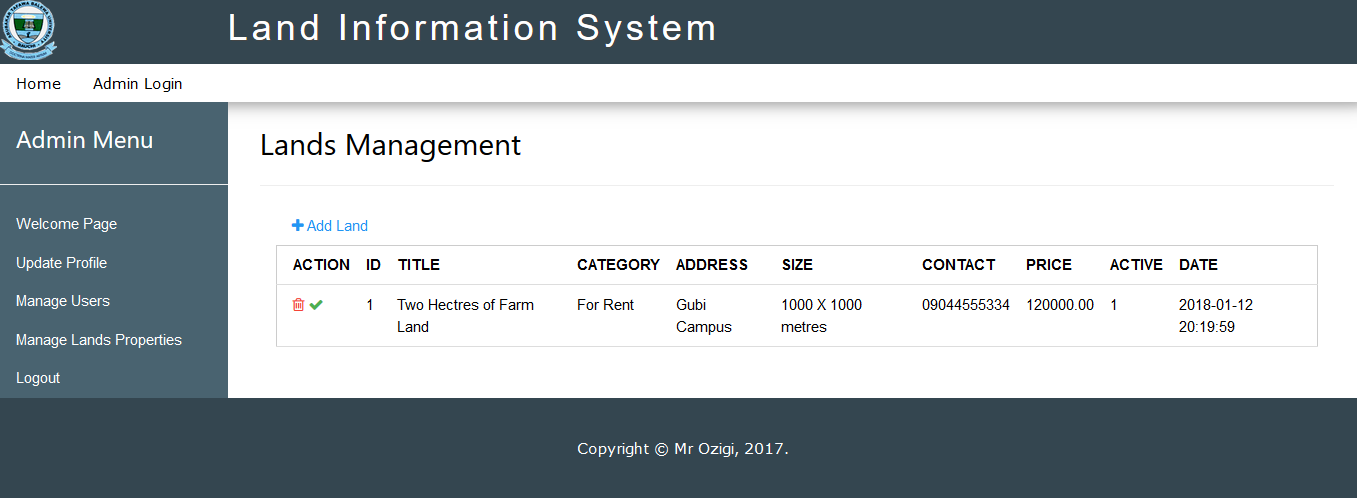 Land Information System
Home Admin Login
Admin Menu
Welcome Page
Update Profile
Manage Users
Manage Lands Properties
Logout
Lands Management
Add Land
ACTION ID TITLE CATEGORY ADDRESS SIZE CONTACT PRICE ACTIVE DATE
1 Two Hectres of Farm For Rent Gubi 1000 X 1000 09044555334 120000.00 1 2018-01-12
Land Campus metres 20:19:59
Copyright © Mr Ozigi, 2017.